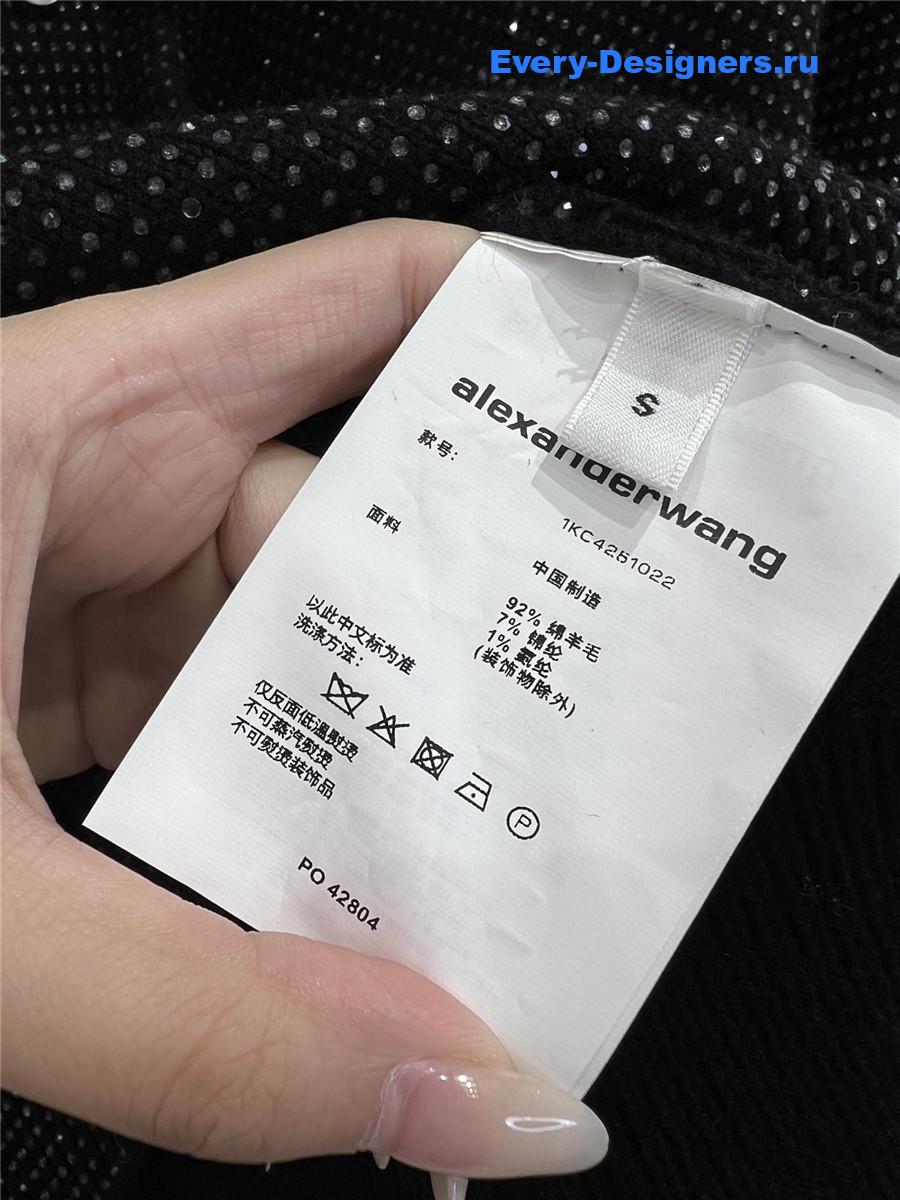 Every-Designers.ru
S
alexanderwang
款号:
1KC4251022
面料
中国制造
92% 绵羊毛
7% 锦纶
1% 氨纶
(装饰物除外)
以此中文标为准
洗涤方法:
P
仅反面低温熨烫
不可蒸汽熨烫
不可熨烫装饰品
PO 42804